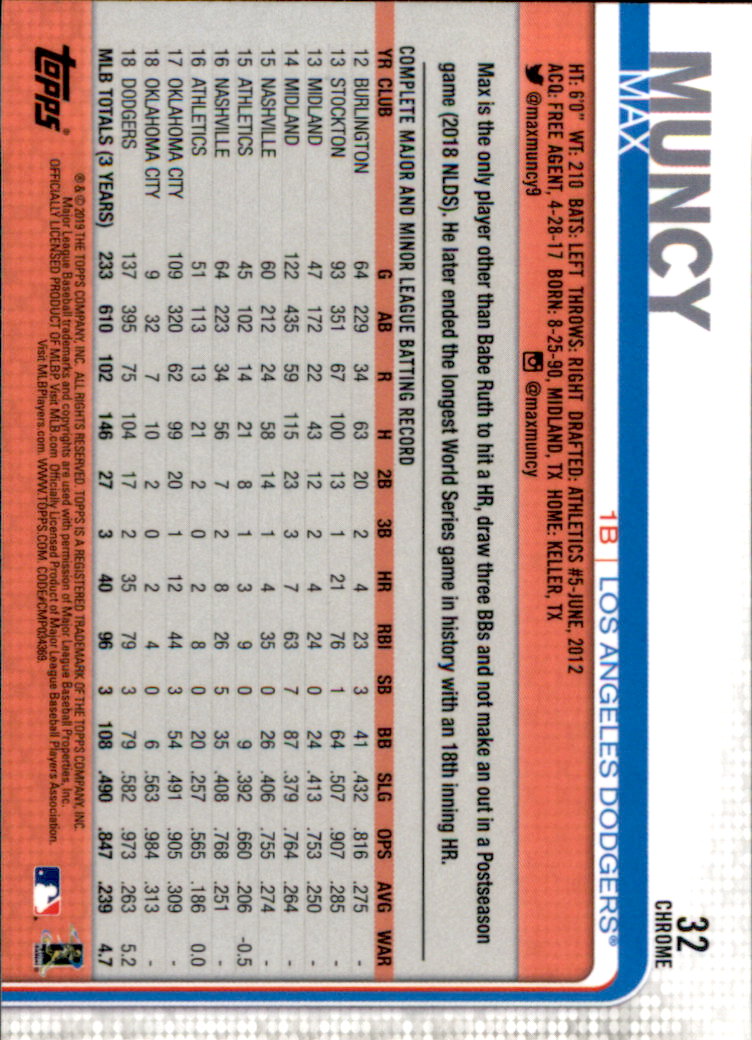 32
CHROME
MUNCY
MAX
1B | LOS ANGELES DODGERS®
HT: 6'0" WT: 210 BATS: LEFT THROWS: RIGHT DRAFTED: ATHLETICS #5-JUNE, 2012
ACQ: FREE AGENT, 4-28-17 BORN: 8-25-90, MIDLAND, TX HOME: KELLER, TX
@maxmuncy9 @maxmuncy
Max is the only player other than Babe Ruth to hit a HR, draw three BBs and not make an out in a Postseason
game (2018 NLDS). He later ended the longest World Series game in history with an 18th inning HR.
COMPLETE MAJOR AND MINOR LEAGUE BATTING RECORD
YR CLUB G AB R H 2B 3B HR RBI SB BB SLG OPS AVG WAR
12 BURLINGTON 64 229 34 63 20 2 4 23 3 41 .432 .816 .275 -
13 STOCKTON 93 351 67 100 13 1 21 76 1 64 .507 .907 .285 -
13 MIDLAND 47 172 22 43 12 2 4 24 0 24 .413 .753 .250 -
14 MIDLAND 122 435 59 115 23 3 7 63 7 87 .379 .764 .264 -
15 NASHVILLE 60 212 24 58 14 1 4 35 0 26 .406 .755 .274 -
15 ATHLETICS 45 102 14 21 8 1 3 9 0 9 .392 .660 .206 -0.5
16 NASHVILLE 64 223 34 56 7 2 8 26 5 35 .408 .768 .251 -
16 ATHLETICS 51 113 13 21 2 0 2 8 0 20 .257 .565 .186 0.0
17 OKLAHOMA CITY 109 320 62 99 20 1 12 44 3 54 .491 .905 .309 -
18 OKLAHOMA CITY 9 32 7 10 2 0 2 4 0 6 .563 .984 .313 -
18 DODGERS 137 395 75 104 17 2 35 79 3 79 .582 .973 .263 5.2
MLB TOTALS (3 YEARS) 233 610 102 146 27 3 40 96 3 108 .490 .847 .239 4.7
topps®
® & © 2019 THE TOPPS COMPANY, INC. ALL RIGHTS RESERVED. TOPPS IS A REGISTERED TRADEMARK OF THE TOPPS COMPANY, INC.
Major League Baseball trademarks and copyrights are used with permission of Major League Baseball Properties, Inc.
OFFICIALLY LICENSED PRODUCT OF MLBP Visit MLB.com Officially Licensed Product of Major League Baseball Players Association.
Visit MLBPlayers.com. WWW.TOPPS.COM CODE#CMP034369.